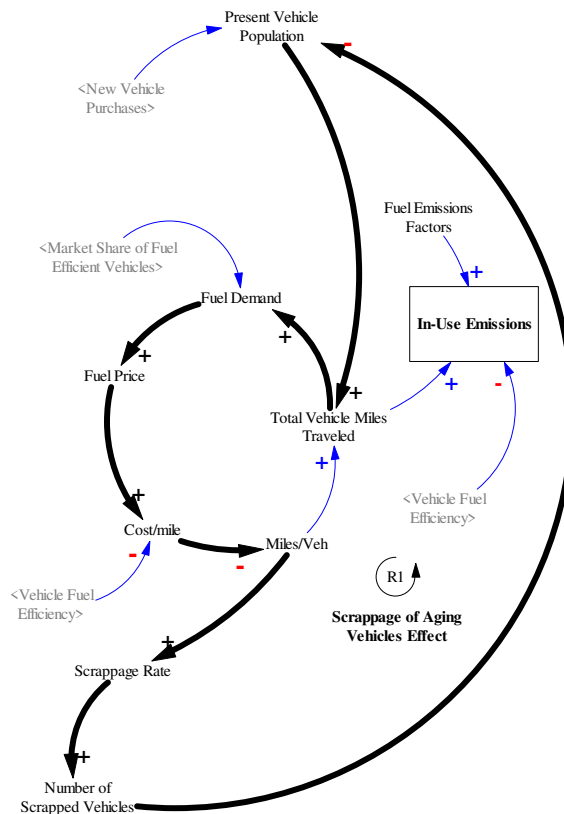 Present Vehicle
Population
-
<New Vehicle
Purchases>
Fuel Emissions
Factors
<Market Share of Fuel
Efficient Vehicles>
+
Fuel Demand
In-Use Emissions
+
+
Fuel Price
+
-
+
Total Vehicle Miles
Traveled
+
+
<Vehicle Fuel
Efficiency>
Cost/mile
Miles/Veh
-
-
R1
<Vehicle Fuel
Efficiency>
Scrappage of Aging
Vehicles Effect
+
Scrappage Rate
+
Number of
Scrapped Vehicles